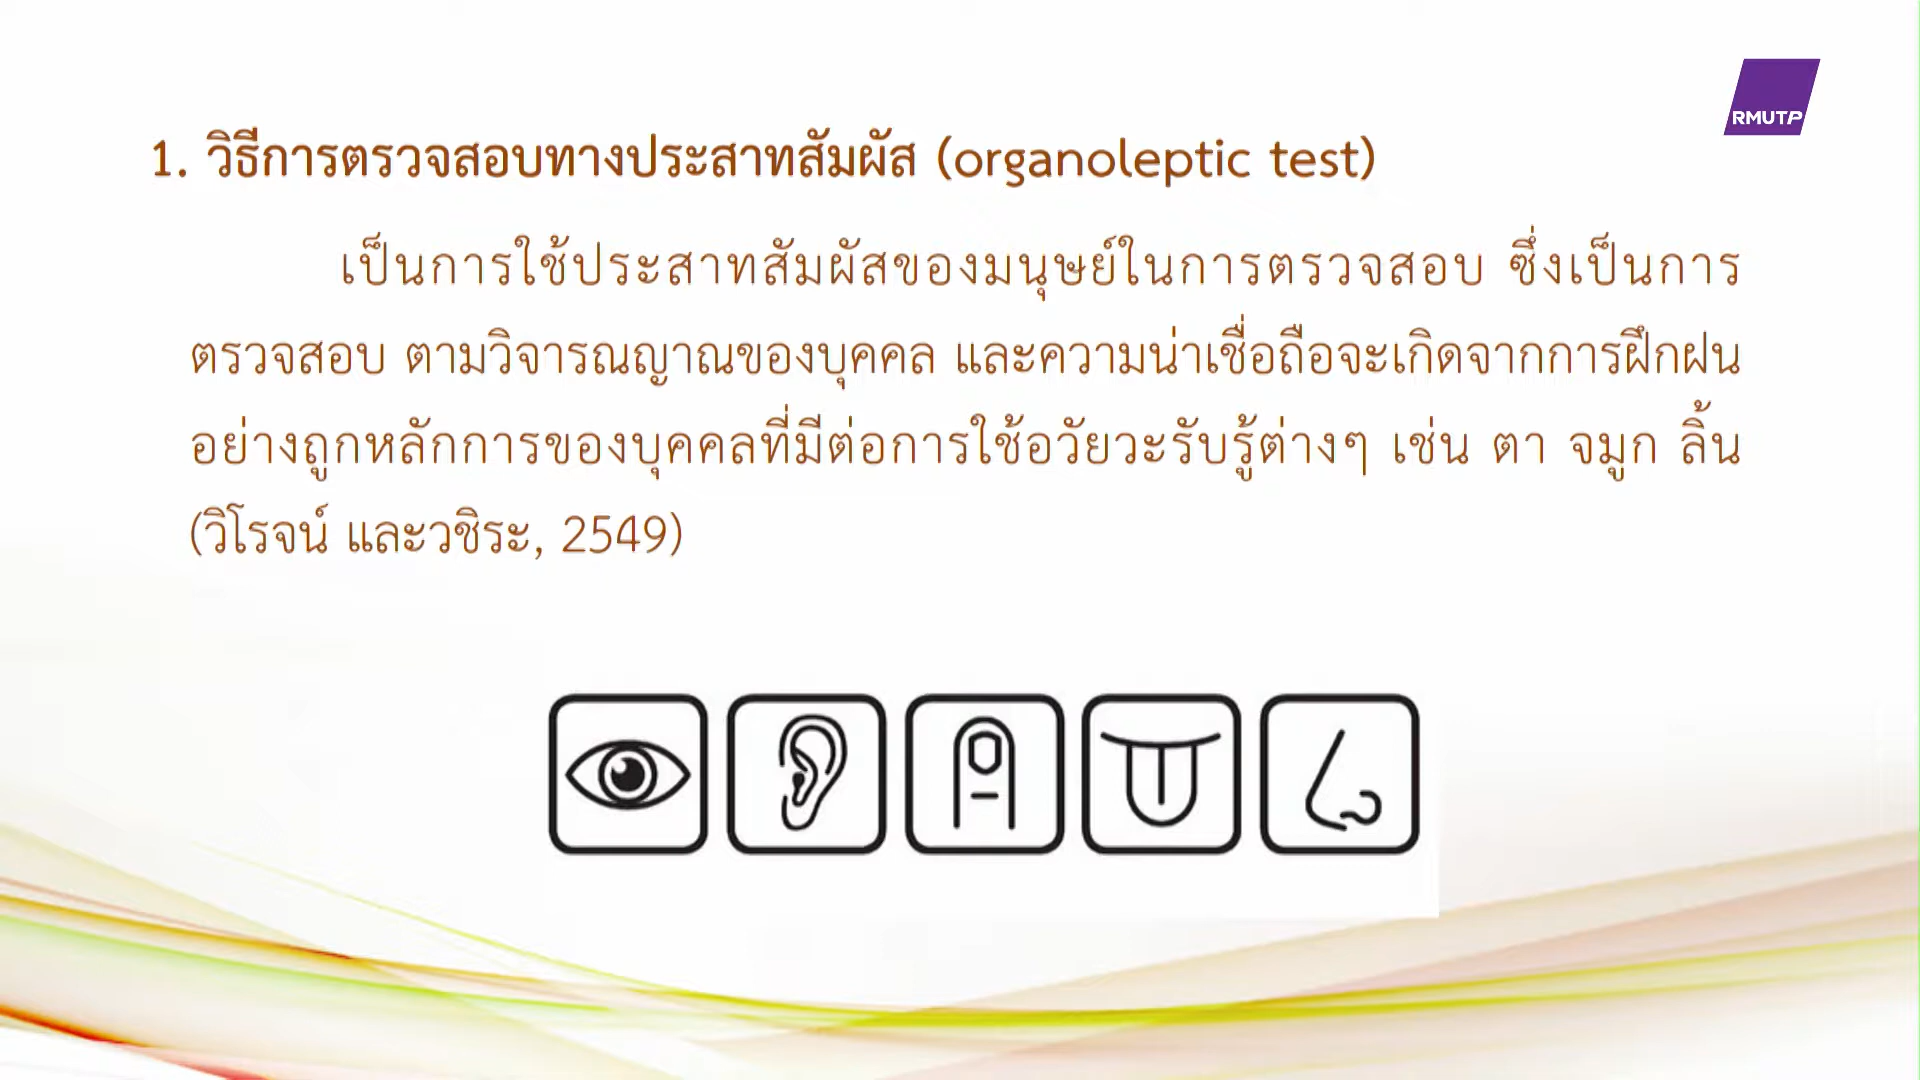 RMUTP
1. วิธีการตรวจสอบทางประสาทสัมผัส (organoleptic test)
เป็นการใช้ประสาทสัมผัสของมนุษย์ในการตรวจสอบ ซึ่งเป็นการ
ตรวจสอบ ตามวิจารณญาณของบุคคล และความน่าเชื่อถือจะเกิดจากการฝึกฝน
อย่างถูกหลักการของบุคคลที่มีต่อการใช้อวัยวะรับรู้ต่างๆ เช่น ตา จมูก ลิ้น
(วิโรจน์ และวชิระ, 2549)